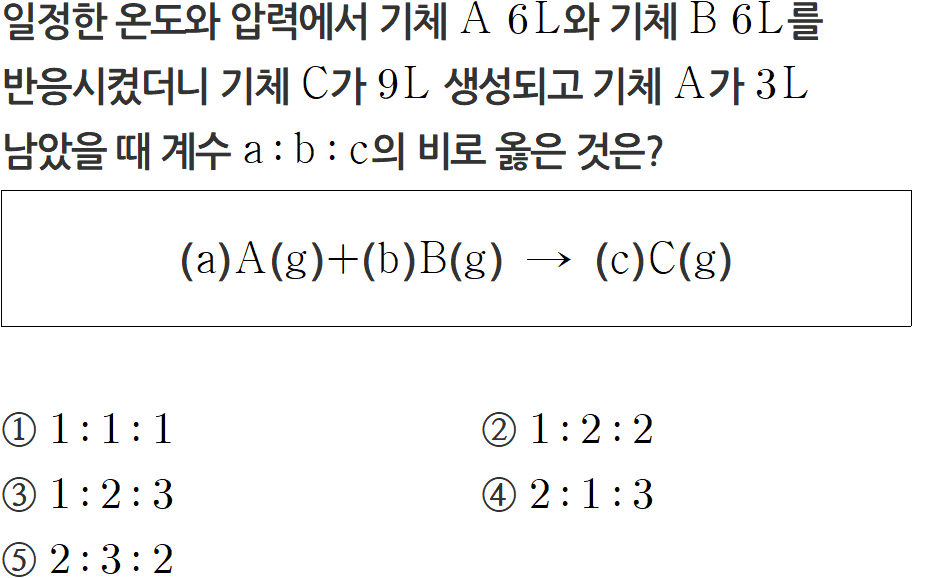 일정한 온도와 압력에서 기체 A 6L와 기체 B 6L를
반응시켰더니 기체 C가 9L 생성되고 기체 A가 3L
남았을 때 계수 a : b : c의 비로 옳은 것은?
(a)A(g)+(b)B(g) → (c)C(g)
① 1 : 1 : 1 ② 1 : 2 : 2
③ 1 : 2 : 3 ④ 2 : 1 : 3
⑤ 2 : 3 : 2